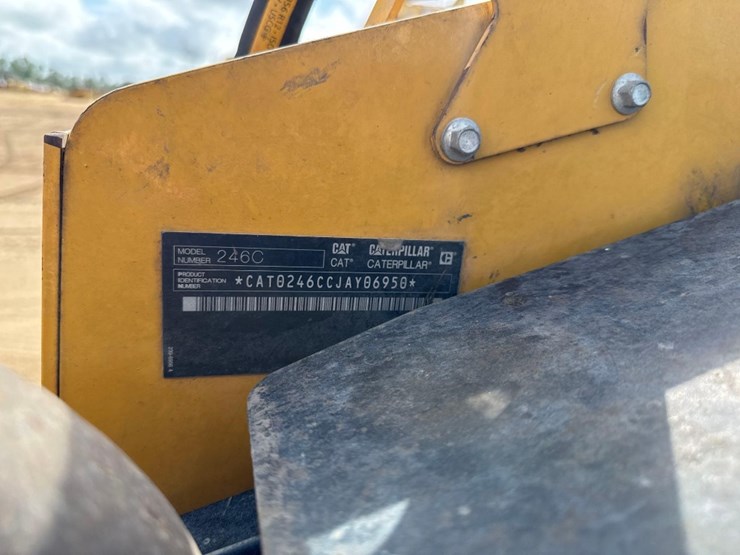 MODEL NUMBER 246C
CAT® CATERPILLAR®
CAT® CATERPILLAR®
PRODUCT IDENTIFICATION NUMBER *CAT0246CCJAY06950*